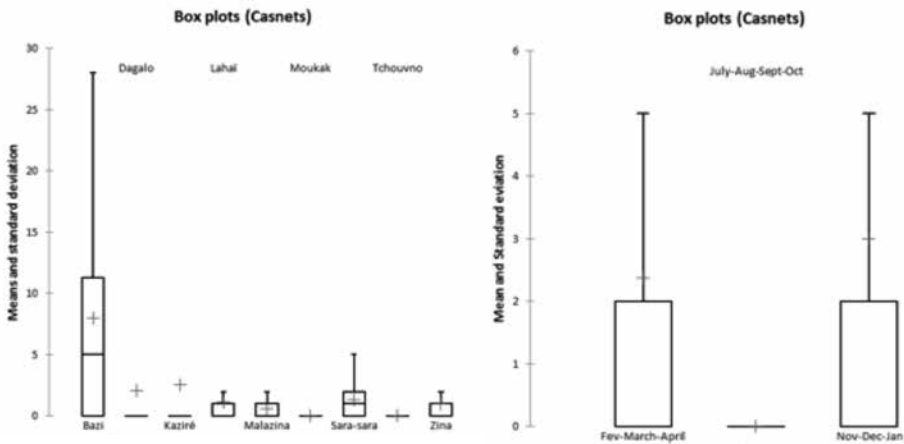 Box plots (Casnets)
Means and standard deviation
30
25
20
15
10
5
0
Dagalo Lahaï Moukak Tchouvno
Bazi Kaziré Malazina Sara-sara Zina
Box plots (Casnets)
Mean and Standard eviation
6
5
4
3
2
1
0
July-Aug-Sept-Oct
Fev-March-April Nov-Dec-Jan